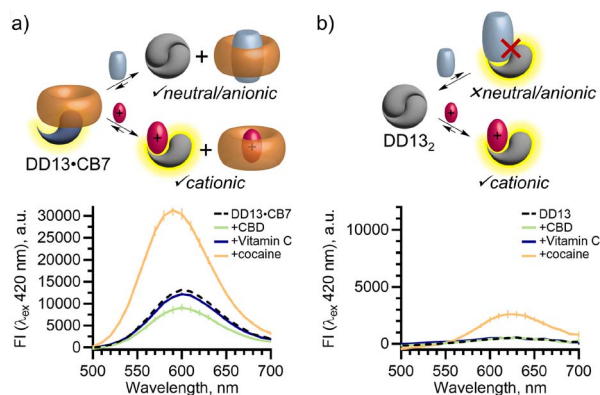 a)
+
✓neutral/anionic
+
+
DD13•CB7
✓cationic
FI (λex 420 nm), a.u.
30000
25000
20000
15000
10000
5000
0
DD13•CB7
+CBD
+Vitamin C
+cocaine
500 550 600 650 700
Wavelength, nm
b)
×neutral/anionic
+
DD13₂
+
✓cationic
FI (λex 420 nm), a.u.
10000
5000
0
DD13
+CBD
+Vitamin C
+cocaine
500 550 600 650 700
Wavelength, nm